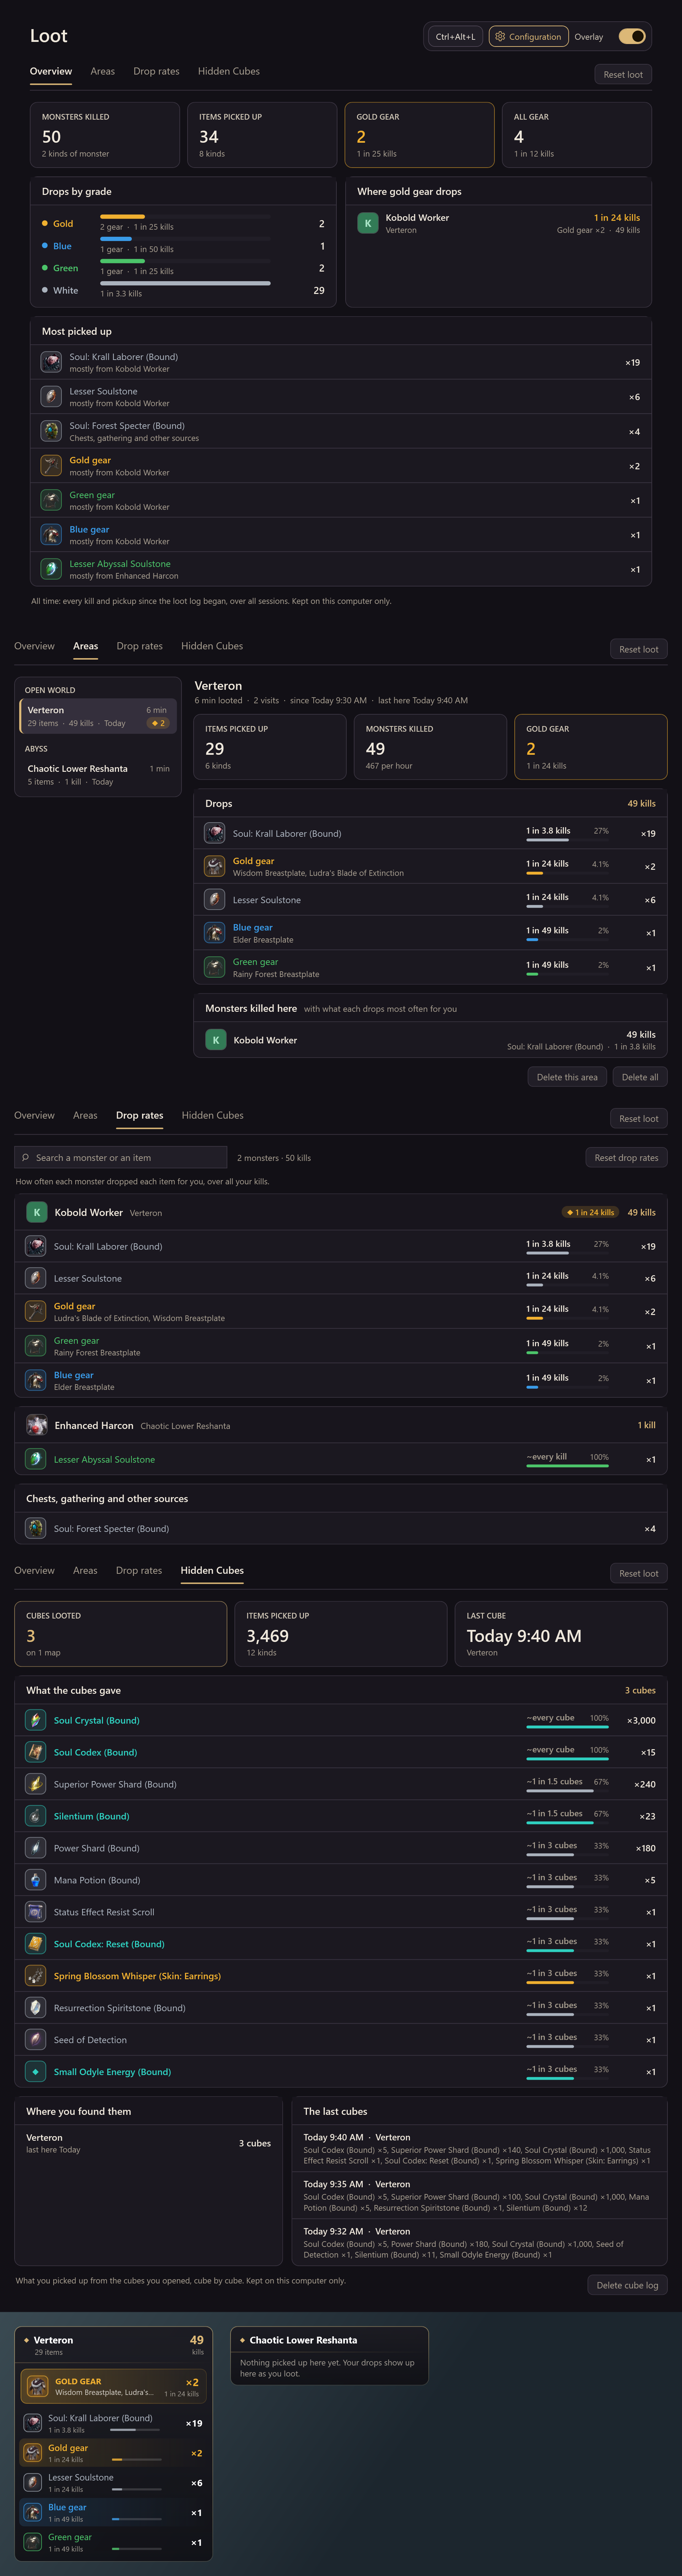 Loot
Ctrl+Alt+L
Configuration
Overlay
Overview
Areas
Drop rates
Hidden Cubes
Reset loot
MONSTERS KILLED
50
2 kinds of monster
ITEMS PICKED UP
34
8 kinds
GOLD GEAR
2
1 in 25 kills
ALL GEAR
4
1 in 12 kills
Drops by grade
Gold
2 gear · 1 in 25 kills
2
Blue
1 gear · 1 in 50 kills
1
Green
1 gear · 1 in 25 kills
2
White
1 in 3.3 kills
29
Where gold gear drops
K
Kobold Worker
Verteron
1 in 24 kills
Gold gear ×2 · 49 kills
Most picked up
Soul: Krall Laborer (Bound)
mostly from Kobold Worker
×19
Lesser Soulstone
mostly from Kobold Worker
×6
Soul: Forest Specter (Bound)
Chests, gathering and other sources
×4
Gold gear
mostly from Kobold Worker
×2
Green gear
mostly from Kobold Worker
×1
Blue gear
mostly from Kobold Worker
×1
Lesser Abyssal Soulstone
mostly from Enhanced Harcon
×1
All time: every kill and pickup since the loot log began, over all sessions. Kept on this computer only.
Overview
Areas
Drop rates
Hidden Cubes
Reset loot
OPEN WORLD
Verteron
6 min
29 items · 49 kills · Today
2
ABYSS
Chaotic Lower Reshanta
1 min
5 items · 1 kill · Today
Verteron
6 min looted · 2 visits · since Today 9:30 AM · last here Today 9:40 AM
ITEMS PICKED UP
29
6 kinds
MONSTERS KILLED
49
467 per hour
GOLD GEAR
2
1 in 24 kills
Drops
49 kills
Soul: Krall Laborer (Bound)
1 in 3.8 kills
27%
×19
Gold gear
Wisdom Breastplate, Ludra's Blade of Extinction
1 in 24 kills
4.1%
×2
Lesser Soulstone
1 in 24 kills
4.1%
×6
Blue gear
Elder Breastplate
1 in 49 kills
2%
×1
Green gear
Rainy Forest Breastplate
1 in 49 kills
2%
×1
Monsters killed here with what each drops most often for you
K
Kobold Worker
49 kills
Soul: Krall Laborer (Bound) · 1 in 3.8 kills
Delete this area
Delete all
Overview
Areas
Drop rates
Hidden Cubes
Reset loot
Search a monster or an item
2 monsters · 50 kills
Reset drop rates
How often each monster dropped each item for you, over all your kills.
K
Kobold Worker Verteron
1 in 24 kills
49 kills
Soul: Krall Laborer (Bound)
1 in 3.8 kills
27%
×19
Lesser Soulstone
1 in 24 kills
4.1%
×6
Gold gear
Ludra's Blade of Extinction, Wisdom Breastplate
1 in 24 kills
4.1%
×2
Green gear
Rainy Forest Breastplate
1 in 49 kills
2%
×1
Blue gear
Elder Breastplate
1 in 49 kills
2%
×1
Enhanced Harcon Chaotic Lower Reshanta
1 kill
Lesser Abyssal Soulstone
~every kill
100%
×1
Chests, gathering and other sources
Soul: Forest Specter (Bound)
×4
Overview
Areas
Drop rates
Hidden Cubes
Reset loot
CUBES LOOTED
3
on 1 map
ITEMS PICKED UP
3,469
12 kinds
LAST CUBE
Today 9:40 AM
Verteron
What the cubes gave
3 cubes
Soul Crystal (Bound)
~every cube
100%
×3,000
Soul Codex (Bound)
~every cube
100%
×15
Superior Power Shard (Bound)
~1 in 1.5 cubes
67%
×240
Silentium (Bound)
~1 in 1.5 cubes
67%
×23
Power Shard (Bound)
~1 in 3 cubes
33%
×180
Mana Potion (Bound)
~1 in 3 cubes
33%
×5
Status Effect Resist Scroll
~1 in 3 cubes
33%
×1
Soul Codex: Reset (Bound)
~1 in 3 cubes
33%
×1
Spring Blossom Whisper (Skin: Earrings)
~1 in 3 cubes
33%
×1
Resurrection Spiritstone (Bound)
~1 in 3 cubes
33%
×1
Seed of Detection
~1 in 3 cubes
33%
×1
Small Odyle Energy (Bound)
~1 in 3 cubes
33%
×1
Where you found them
Verteron
last here Today
3 cubes
The last cubes
Today 9:40 AM · Verteron
Soul Codex (Bound) ×5, Superior Power Shard (Bound) ×140, Soul Crystal (Bound) ×1,000, Status
Effect Resist Scroll ×1, Soul Codex: Reset (Bound) ×1, Spring Blossom Whisper (Skin: Earrings) ×1
Today 9:35 AM · Verteron
Soul Codex (Bound) ×5, Superior Power Shard (Bound) ×100, Soul Crystal (Bound) ×1,000, Mana
Potion (Bound) ×5, Resurrection Spiritstone (Bound) ×1, Silentium (Bound) ×12
Today 9:32 AM · Verteron
Soul Codex (Bound) ×5, Power Shard (Bound) ×180, Soul Crystal (Bound) ×1,000, Seed of
Detection ×1, Silentium (Bound) ×11, Small Odyle Energy (Bound) ×1
What you picked up from the cubes you opened, cube by cube. Kept on this computer only.
Delete cube log
Verteron
29 items
49
kills
GOLD GEAR
Wisdom Breastplate, Ludra's...
×2
1 in 24 kills
Soul: Krall Laborer (Bound)
1 in 3.8 kills
×19
Gold gear
1 in 24 kills
×2
Lesser Soulstone
1 in 24 kills
×6
Blue gear
1 in 49 kills
×1
Green gear
1 in 49 kills
×1
Chaotic Lower Reshanta
Nothing picked up here yet. Your drops show up
here as you loot.